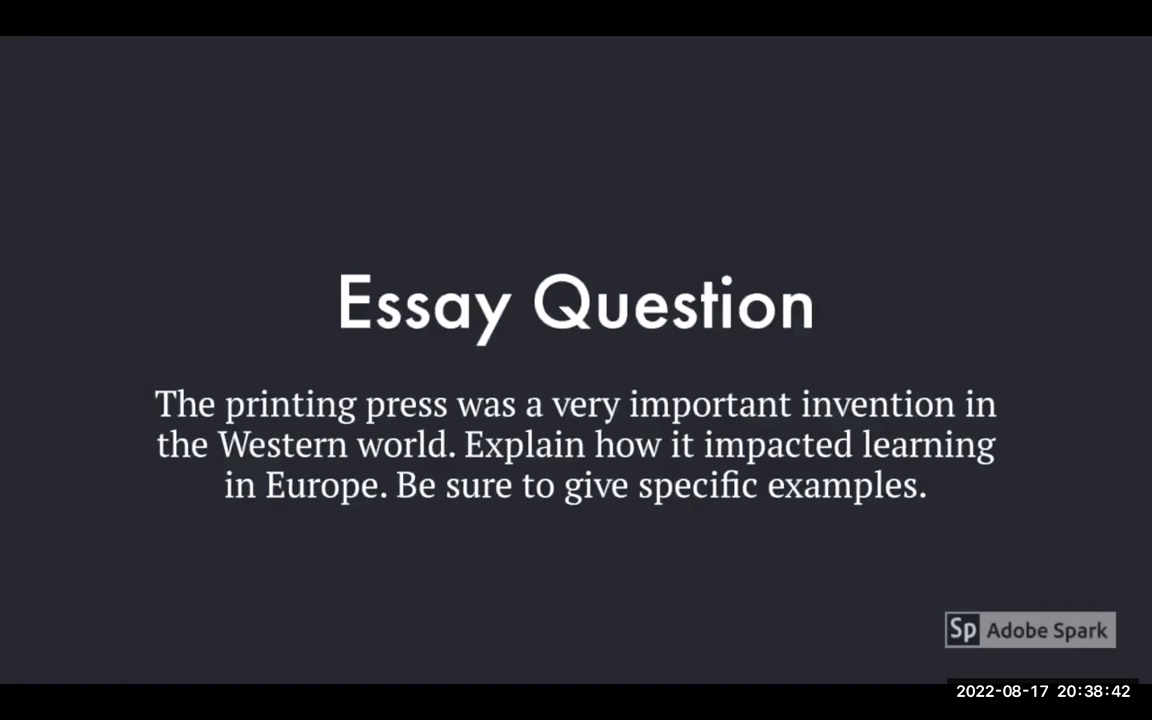 Essay Question
The printing press was a very important invention in
the Western world. Explain how it impacted learning
in Europe. Be sure to give specific examples.
Sp Adobe Spark
2022-08-17 20:38:42